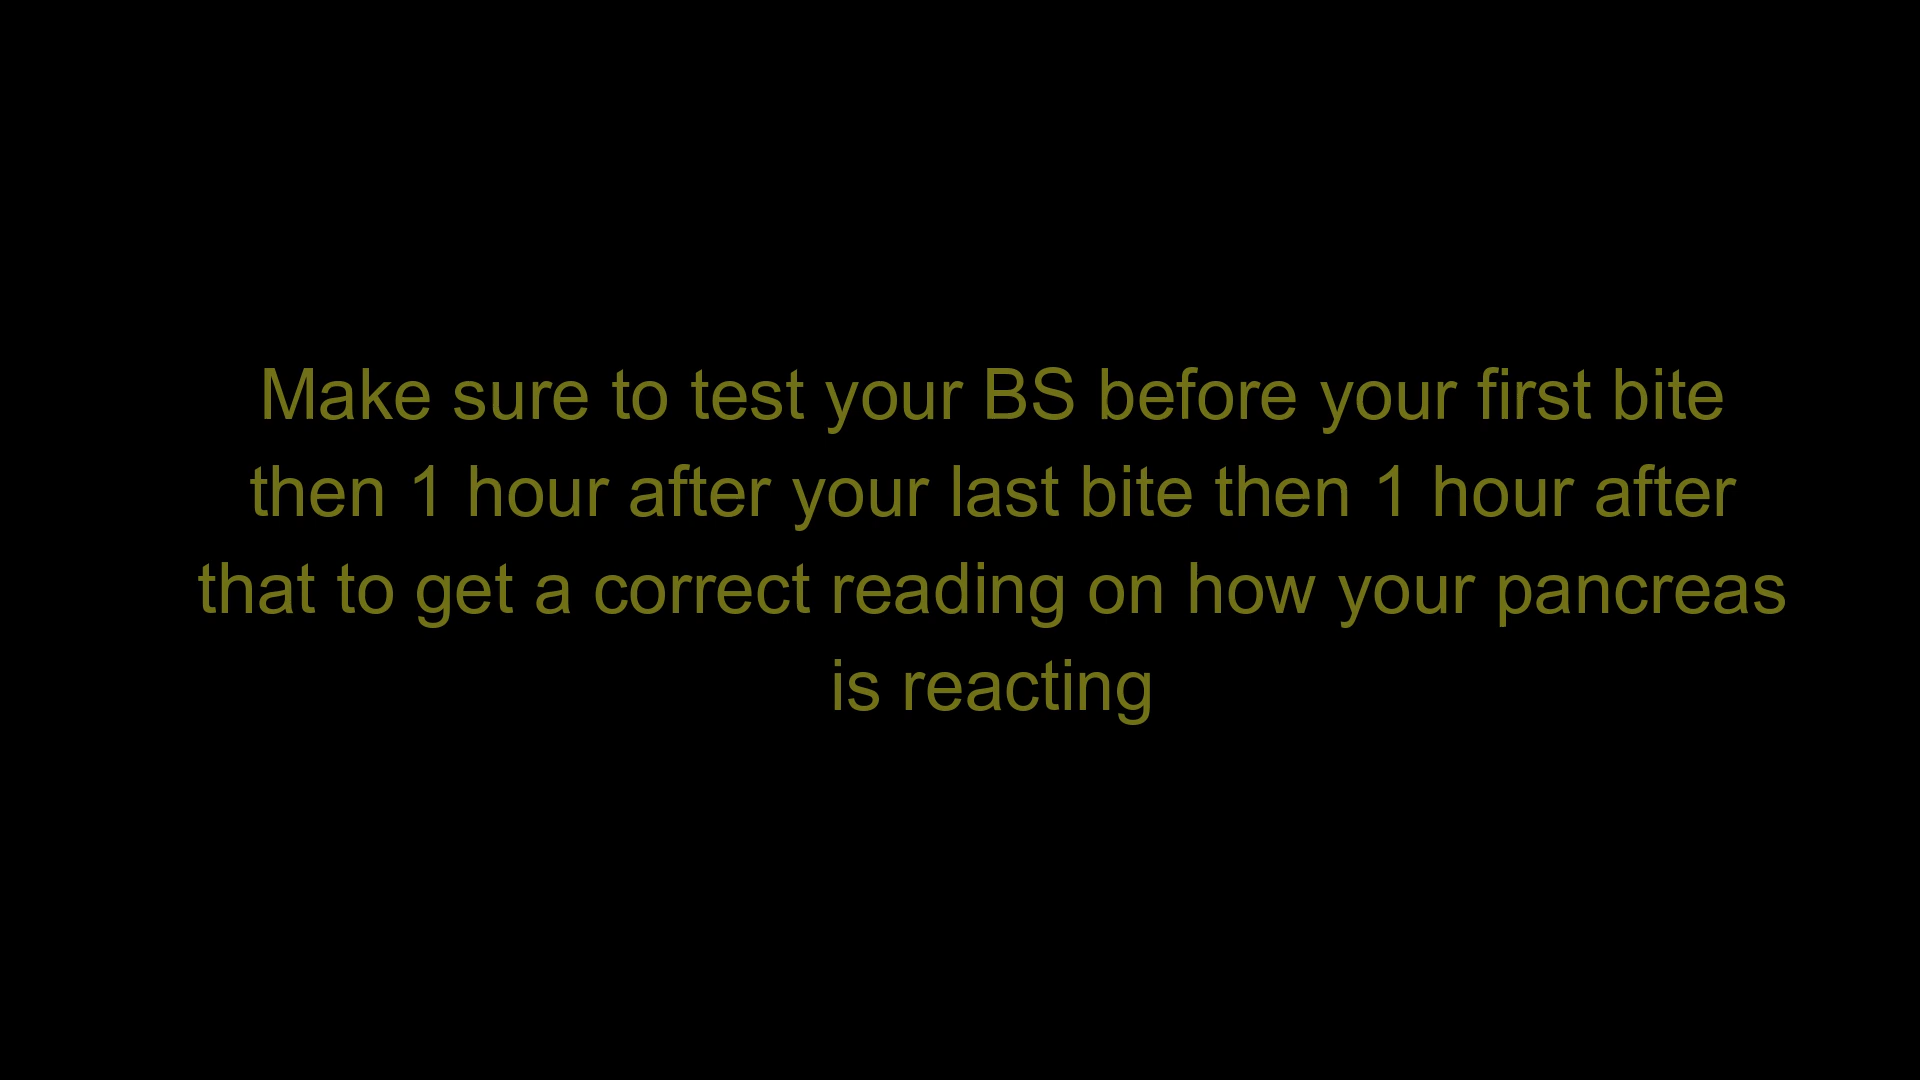 Make sure to test your BS before your first bite
then 1 hour after your last bite then 1 hour after
that to get a correct reading on how your pancreas
is reacting